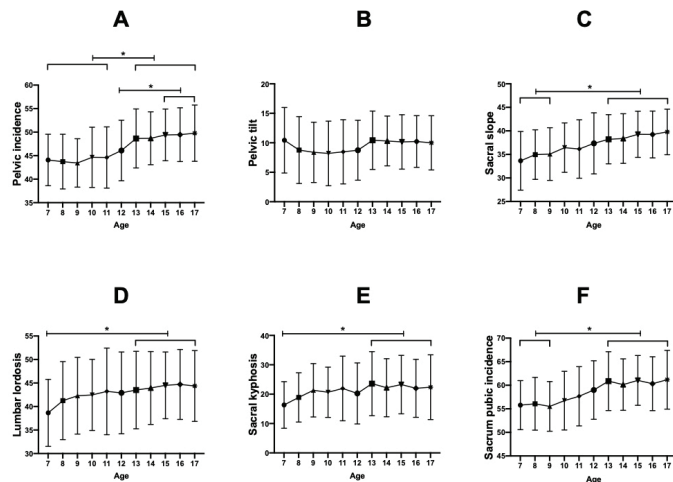 A
B
C
*
*
Pelvic incidence
60
55
50
45
40
35
7 8 9 10 11 12 13 14 15 16 17
Age
Pelvic tilt
20
15
10
5
0
7 8 9 10 11 12 13 14 15 16 17
Age
*
Sacral slope
50
45
40
35
30
25
7 8 9 10 11 12 13 14 15 16 17
Age
D
E
F
*
Lumbar lordosis
55
50
45
40
35
30
7 8 9 10 11 12 13 14 15 16 17
Age
*
Sacral kyphosis
40
30
20
10
0
7 8 9 10 11 12 13 14 15 16 17
Age
*
Sacrum pubic incidence
70
65
60
55
50
45
7 8 9 10 11 12 13 14 15 16 17
Age